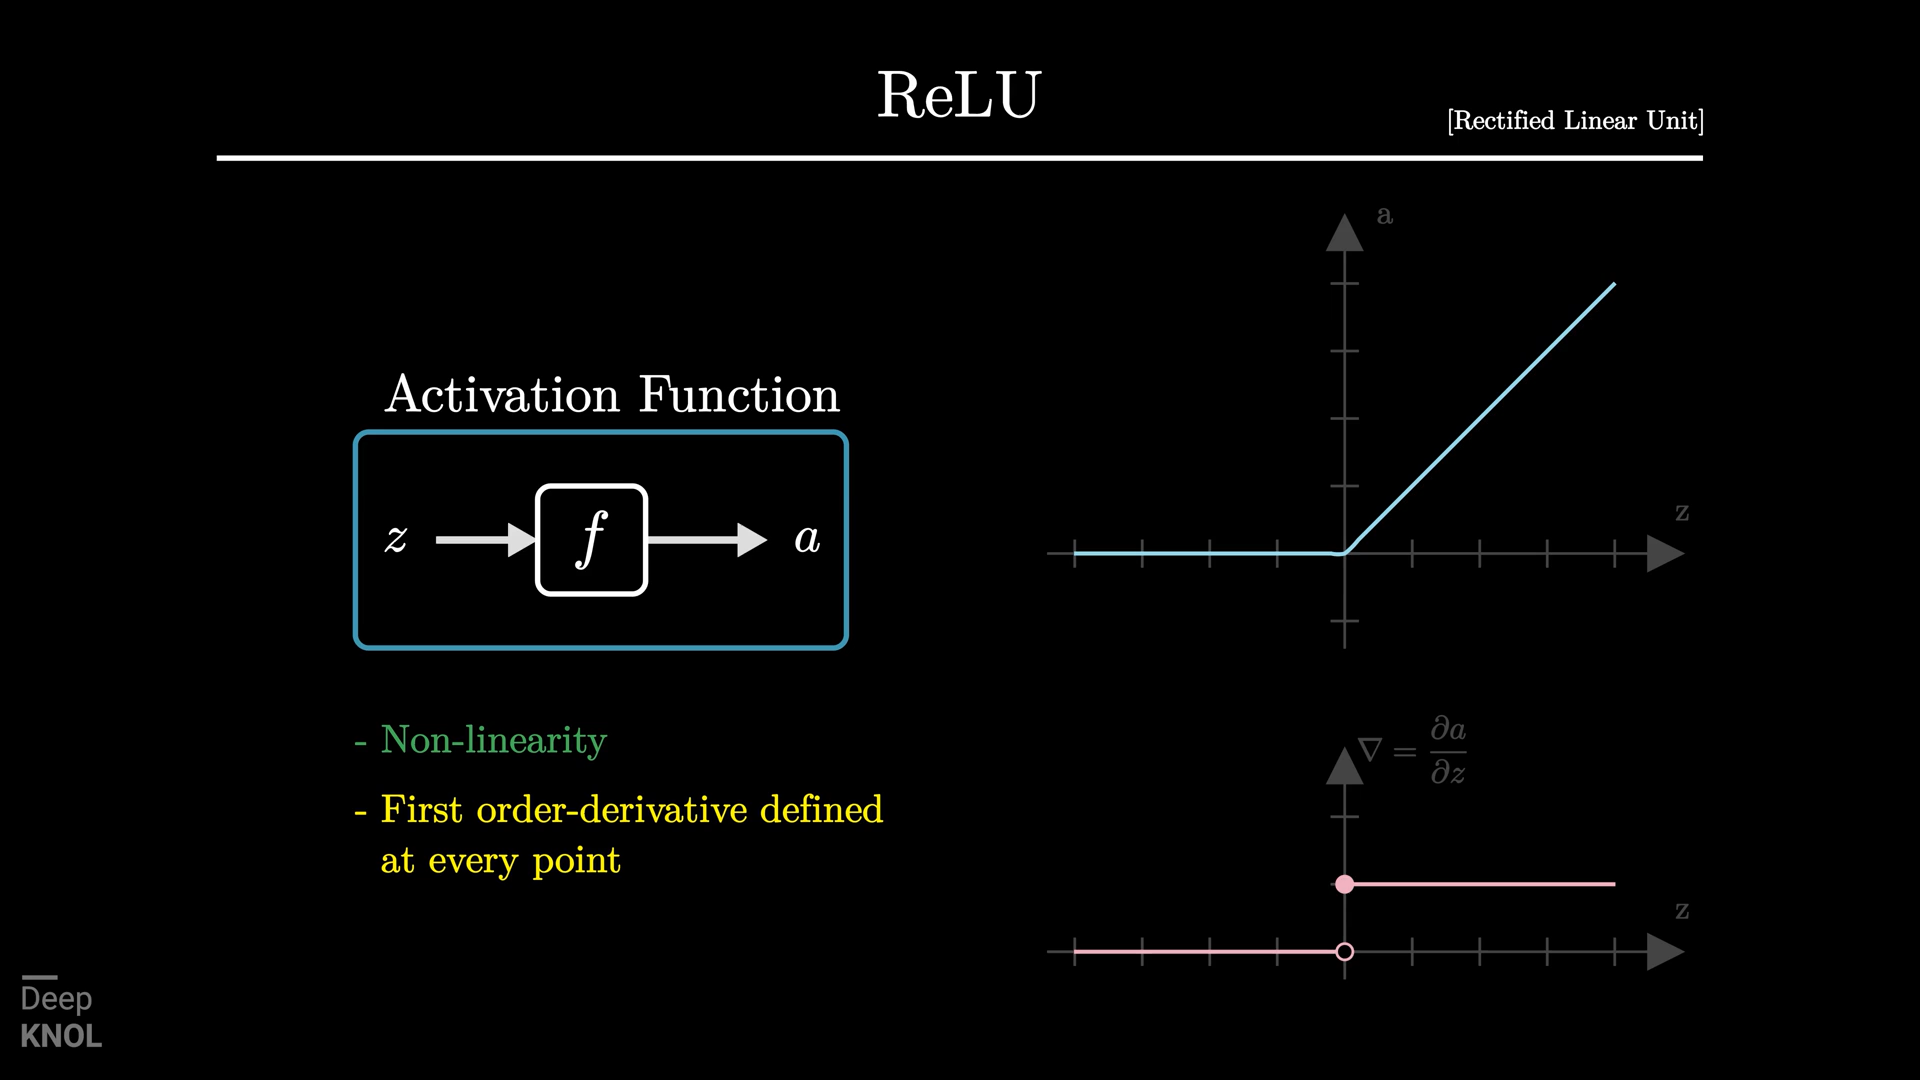 ReLU
[Rectified Linear Unit]
a
z
Activation Function
z f a
- Non-linearity
- First order-derivative defined
at every point
∇ = ∂a/∂z
z
Deep
KNOL